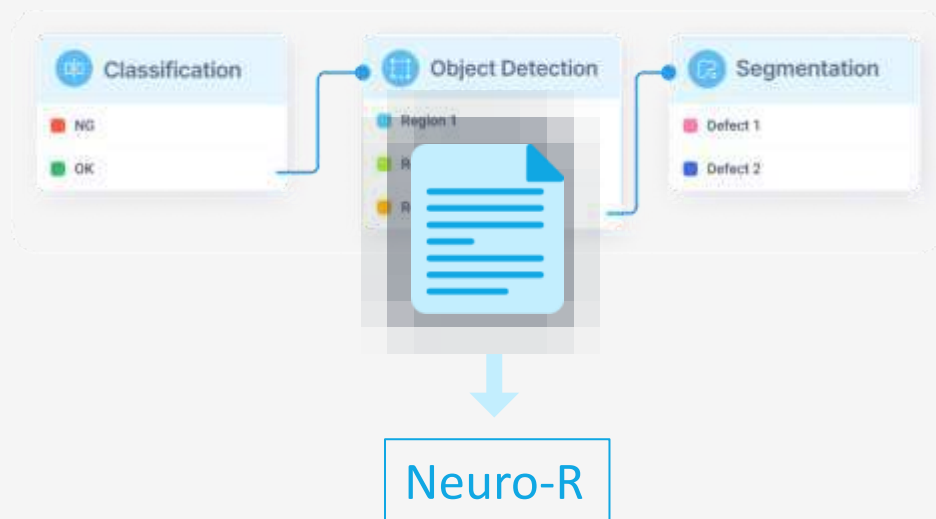 Classification
NG
OK
Object Detection
Region 1
R
R
Segmentation
Defect 1
Defect 2
Neuro-R